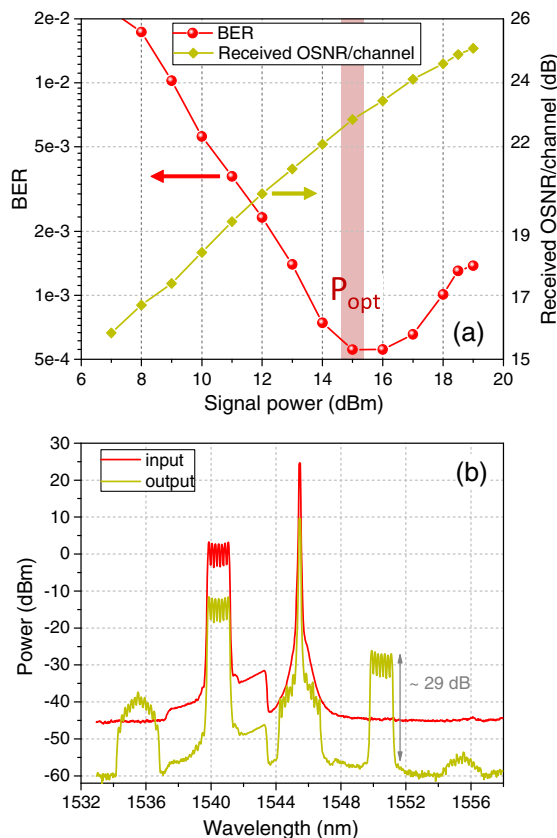 BER
Received OSNR/channel
2e-2
1e-2
5e-3
2e-3
1e-3
5e-4
BER
26
24
22
19
17
15
Received OSNR/channel (dB)
Popt
(a)
6 8 10 12 14 16 18 20
Signal power (dBm)
input
output
(b)
30
20
10
0
-10
-20
-30
-40
-50
-60
Power (dBm)
~ 29 dB
1532 1536 1540 1544 1548 1552 1556
Wavelength (nm)